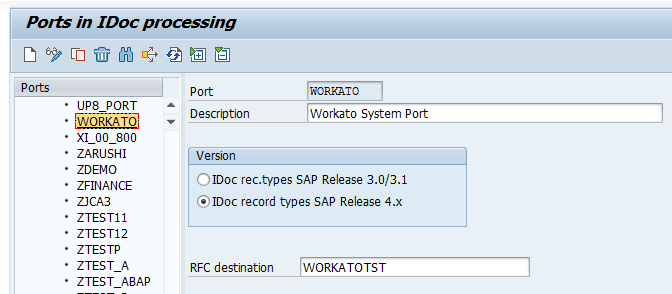 Ports in IDoc processing
Ports
UP8_PORT
WORKATO
XI_00_800
ZARUSHI
ZDEMO
ZFINANCE
ZJCA3
ZTEST11
ZTEST12
ZTESTP
ZTEST_A
ZTEST_ABAP
Port WORKATO
Description Workato System Port
Version
IDoc rec.types SAP Release 3.0/3.1
IDoc record types SAP Release 4.x
RFC destination WORKATOTST